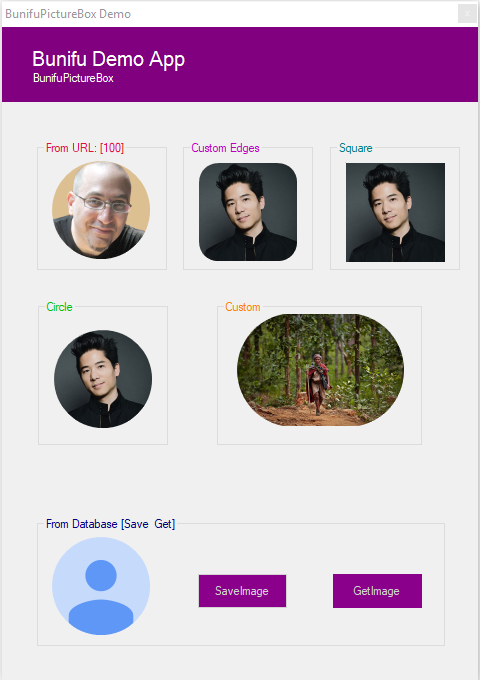 BunifuPictureBox Demo
Bunifu Demo App
BunifuPictureBox
From URL: [100]
Custom Edges
Square
Circle
Custom
From Database [Save  Get]
SaveImage
GetImage